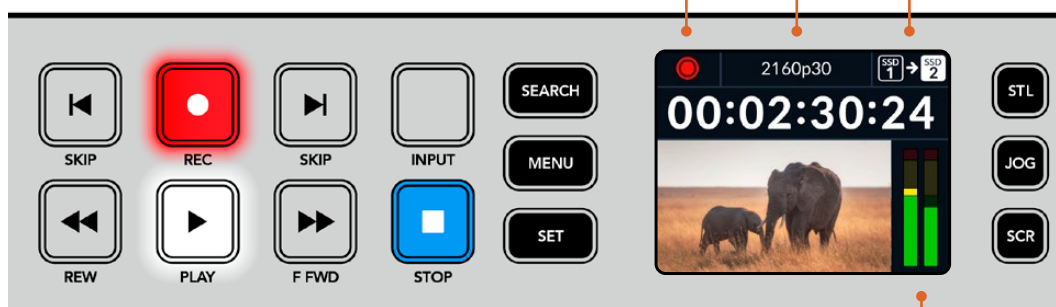 SKIP
REC
SKIP
INPUT
REW
PLAY
F FWD
STOP
SEARCH
MENU
SET
2160p30
SSD 1 → SSD 2
00:02:30:24
STL
JOG
SCR